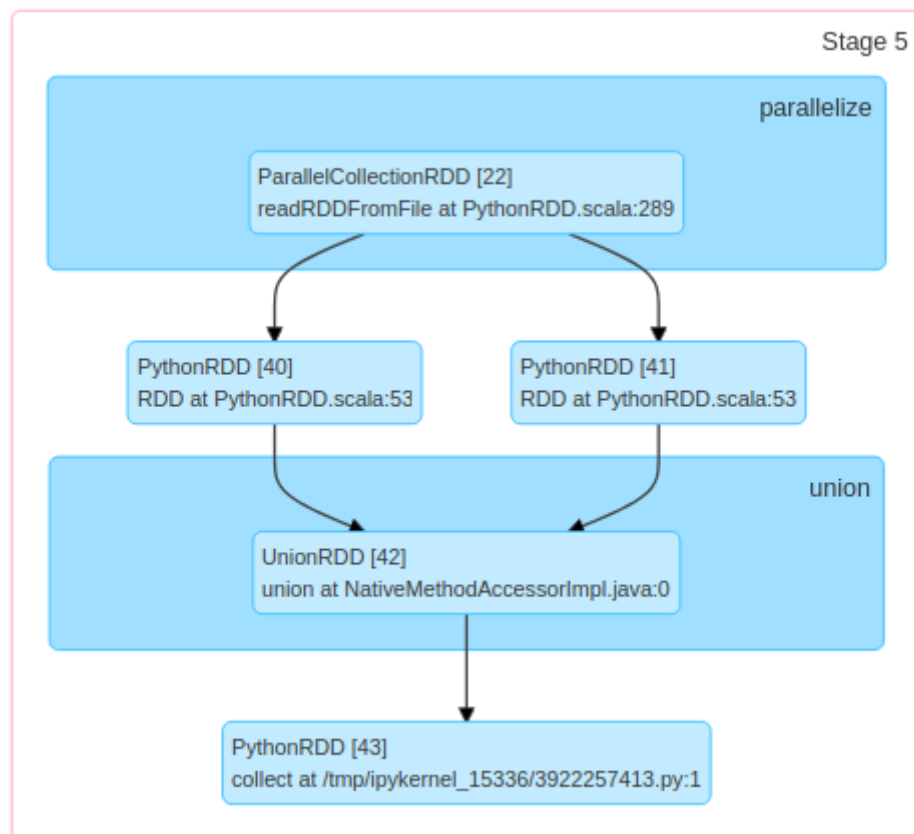 Stage 5
parallelize
ParallelCollectionRDD [22]
readRDDFromFile at PythonRDD.scala:289
PythonRDD [40]
RDD at PythonRDD.scala:53
PythonRDD [41]
RDD at PythonRDD.scala:53
union
UnionRDD [42]
union at NativeMethodAccessorImpl.java:0
PythonRDD [43]
collect at /tmp/ipykernel_15336/3922257413.py:1